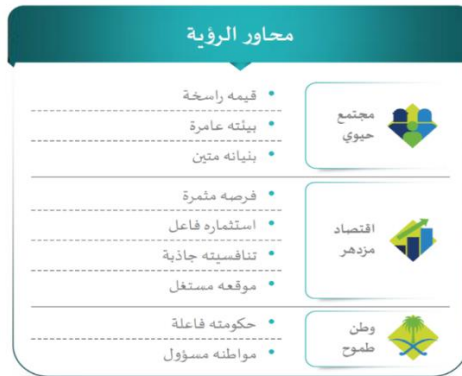 محاور الرؤية
مجتمع
حيوي
قيمه راسخة
بيئته عامرة
بنيانه متين
اقتصاد
مزدهر
فرصه مثمرة
استثماره فاعل
تنافسيته جاذبة
موقعه مستغل
وطن
طموح
حكومته فاعلة
مواطنه مسؤول